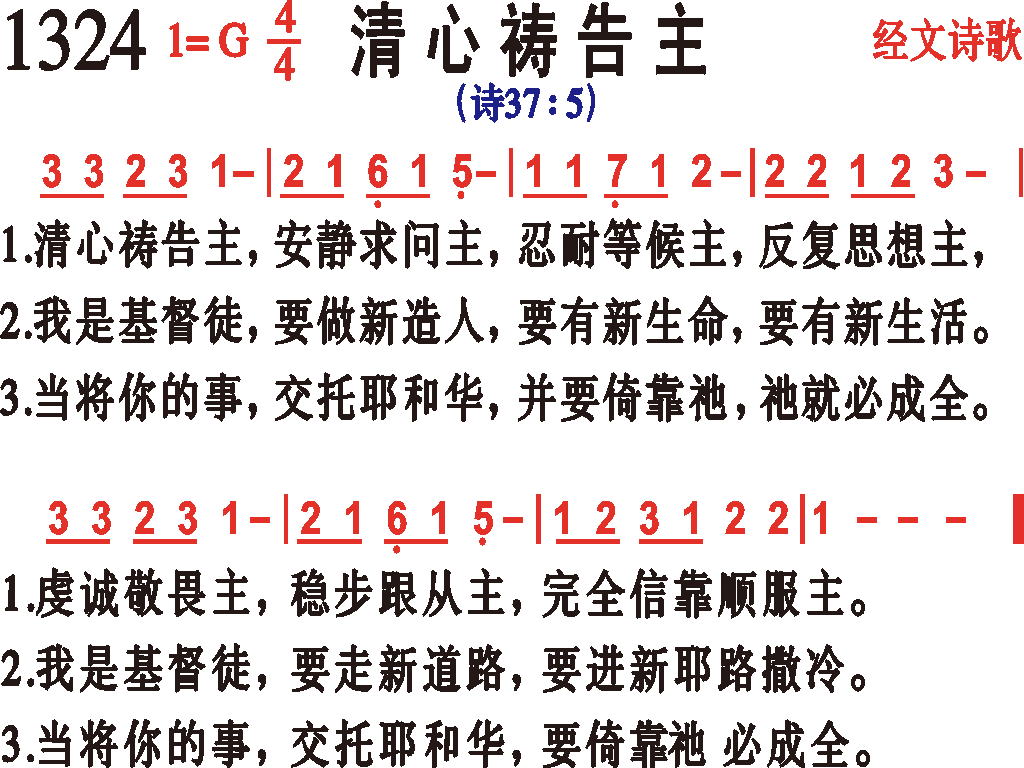 1324 1=G 4/4 清心祷告主 经文诗歌
(诗37:5)
3 3 2 3 1-|2 1 6̣ 1 5̣-|1 1 7̣ 1 2-|2 2 1 2 3 - |
1.清心祷告主,安静求问主,忍耐等候主,反复思想主,
2.我是基督徒,要做新造人,要有新生命,要有新生活。
3.当将你的事,交托耶和华,并要倚靠祂,祂就必成全。
3 3 2 3 1-|2 1 6̣ 1 5̣-|1 2 3 1 2 2|1 - - -
1.虔诚敬畏主,稳步跟从主,完全信靠顺服主。
2.我是基督徒,要走新道路,要进新耶路撒冷。
3.当将你的事,交托耶和华,要倚靠祂 必成全。